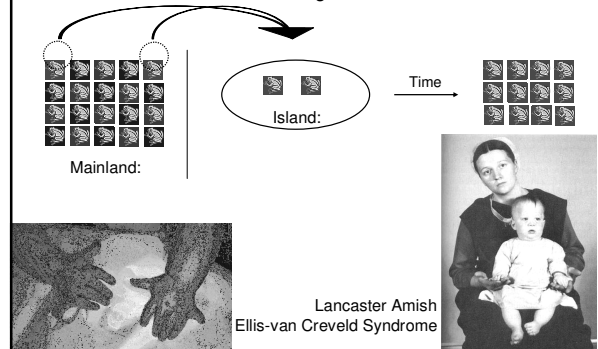 Mainland:
Island:
Time
Lancaster Amish
Ellis-van Creveld Syndrome